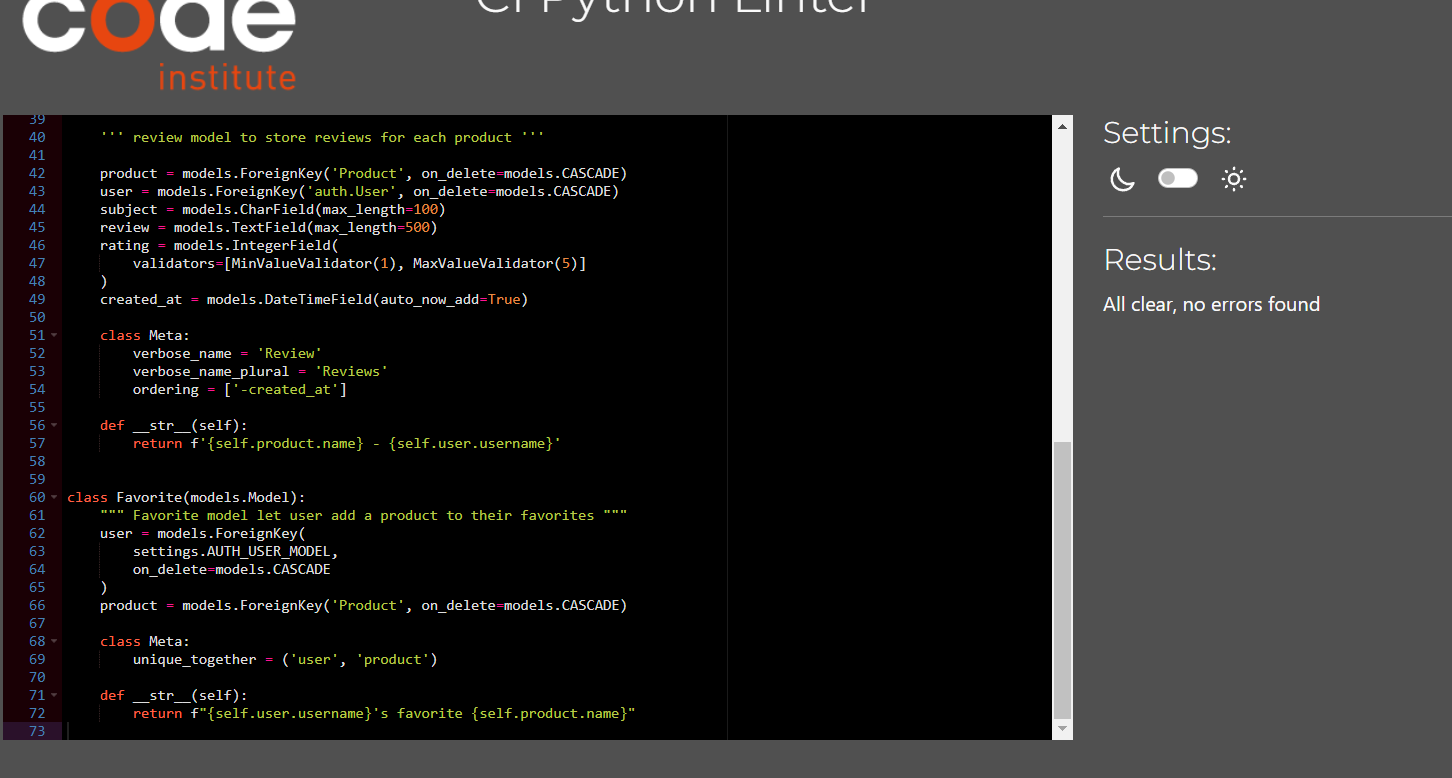 code
institute
CI Python Linter
39
40 ''' review model to store reviews for each product '''
41
42 product = models.ForeignKey('Product', on_delete=models.CASCADE)
43 user = models.ForeignKey('auth.User', on_delete=models.CASCADE)
44 subject = models.CharField(max_length=100)
45 review = models.TextField(max_length=500)
46 rating = models.IntegerField(
47 validators=[MinValueValidator(1), MaxValueValidator(5)]
48 )
49 created_at = models.DateTimeField(auto_now_add=True)
50
51 class Meta:
52 verbose_name = 'Review'
53 verbose_name_plural = 'Reviews'
54 ordering = ['-created_at']
55
56 def __str__(self):
57 return f'{self.product.name} - {self.user.username}'
58
59
60 class Favorite(models.Model):
61 """ Favorite model let user add a product to their favorites """
62 user = models.ForeignKey(
63 settings.AUTH_USER_MODEL,
64 on_delete=models.CASCADE
65 )
66 product = models.ForeignKey('Product', on_delete=models.CASCADE)
67
68 class Meta:
69 unique_together = ('user', 'product')
70
71 def __str__(self):
72 return f"{self.user.username}'s favorite {self.product.name}"
73
Settings:
Results:
All clear, no errors found